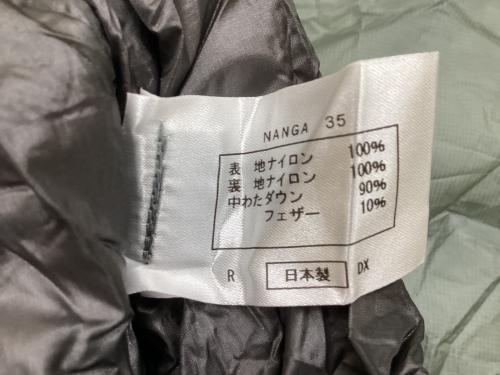 NANGA 35
表 地ナイロン 100%
裏 地ナイロン 100%
中わたダウン 90%
フェザー 10%
R 日本製 DX